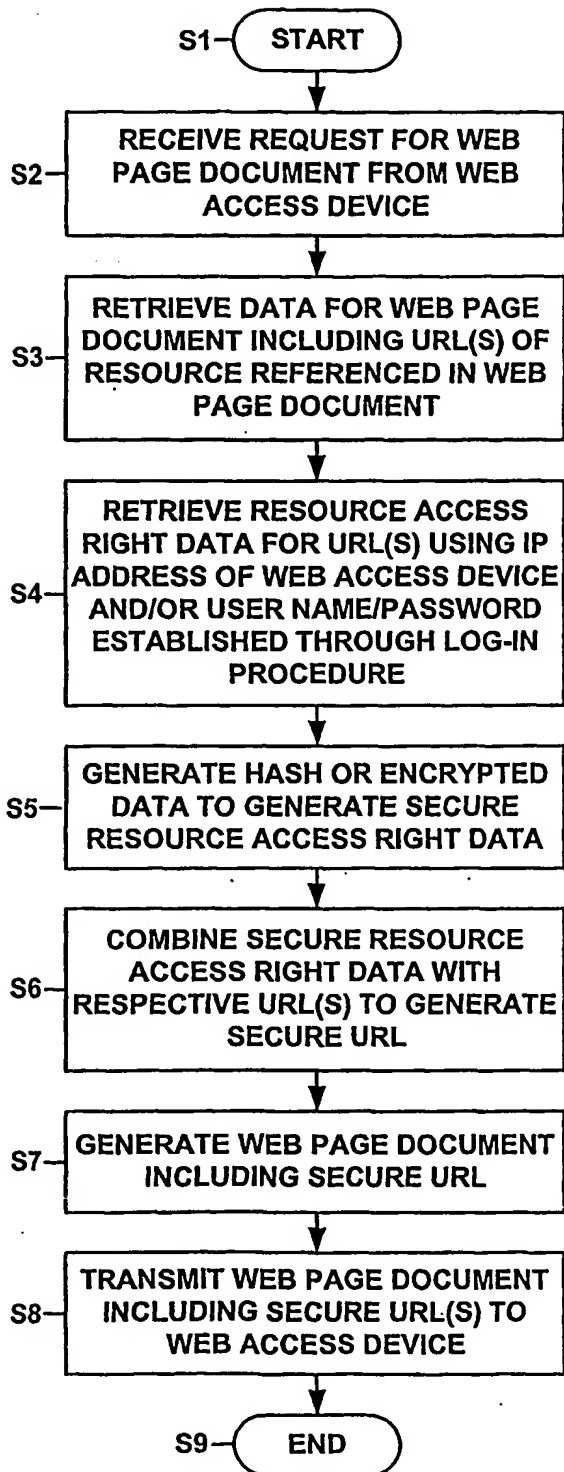 S1 START
RECEIVE REQUEST FOR WEB
PAGE DOCUMENT FROM WEB
S2
ACCESS DEVICE
RETRIEVE DATA FOR WEB PAGE
DOCUMENT INCLUDING URL(S) OF
S3
RESOURCE REFERENCED IN WEB
PAGE DOCUMENT
RETRIEVE RESOURCE ACCESS
RIGHT DATA FOR URL(S) USING IP
ADDRESS OF WEB ACCESS DEVICE
S4
AND/OR USER NAME/PASSWORD
ESTABLISHED THROUGH LOG-IN
PROCEDURE
GENERATE HASH OR ENCRYPTED
S5 DATA TO GENERATE SECURE
RESOURCE ACCESS RIGHT DATA
COMBINE SECURE RESOURCE
ACCESS RIGHT DATA WITH
S6
RESPECTIVE URL(S) TO GENERATE
SECURE URL
GENERATE WEB PAGE DOCUMENT
S7
INCLUDING SECURE URL
TRANSMIT WEB PAGE DOCUMENT
S8 INCLUDING SECURE URL(S) TO
WEB ACCESS DEVICE
S9 END